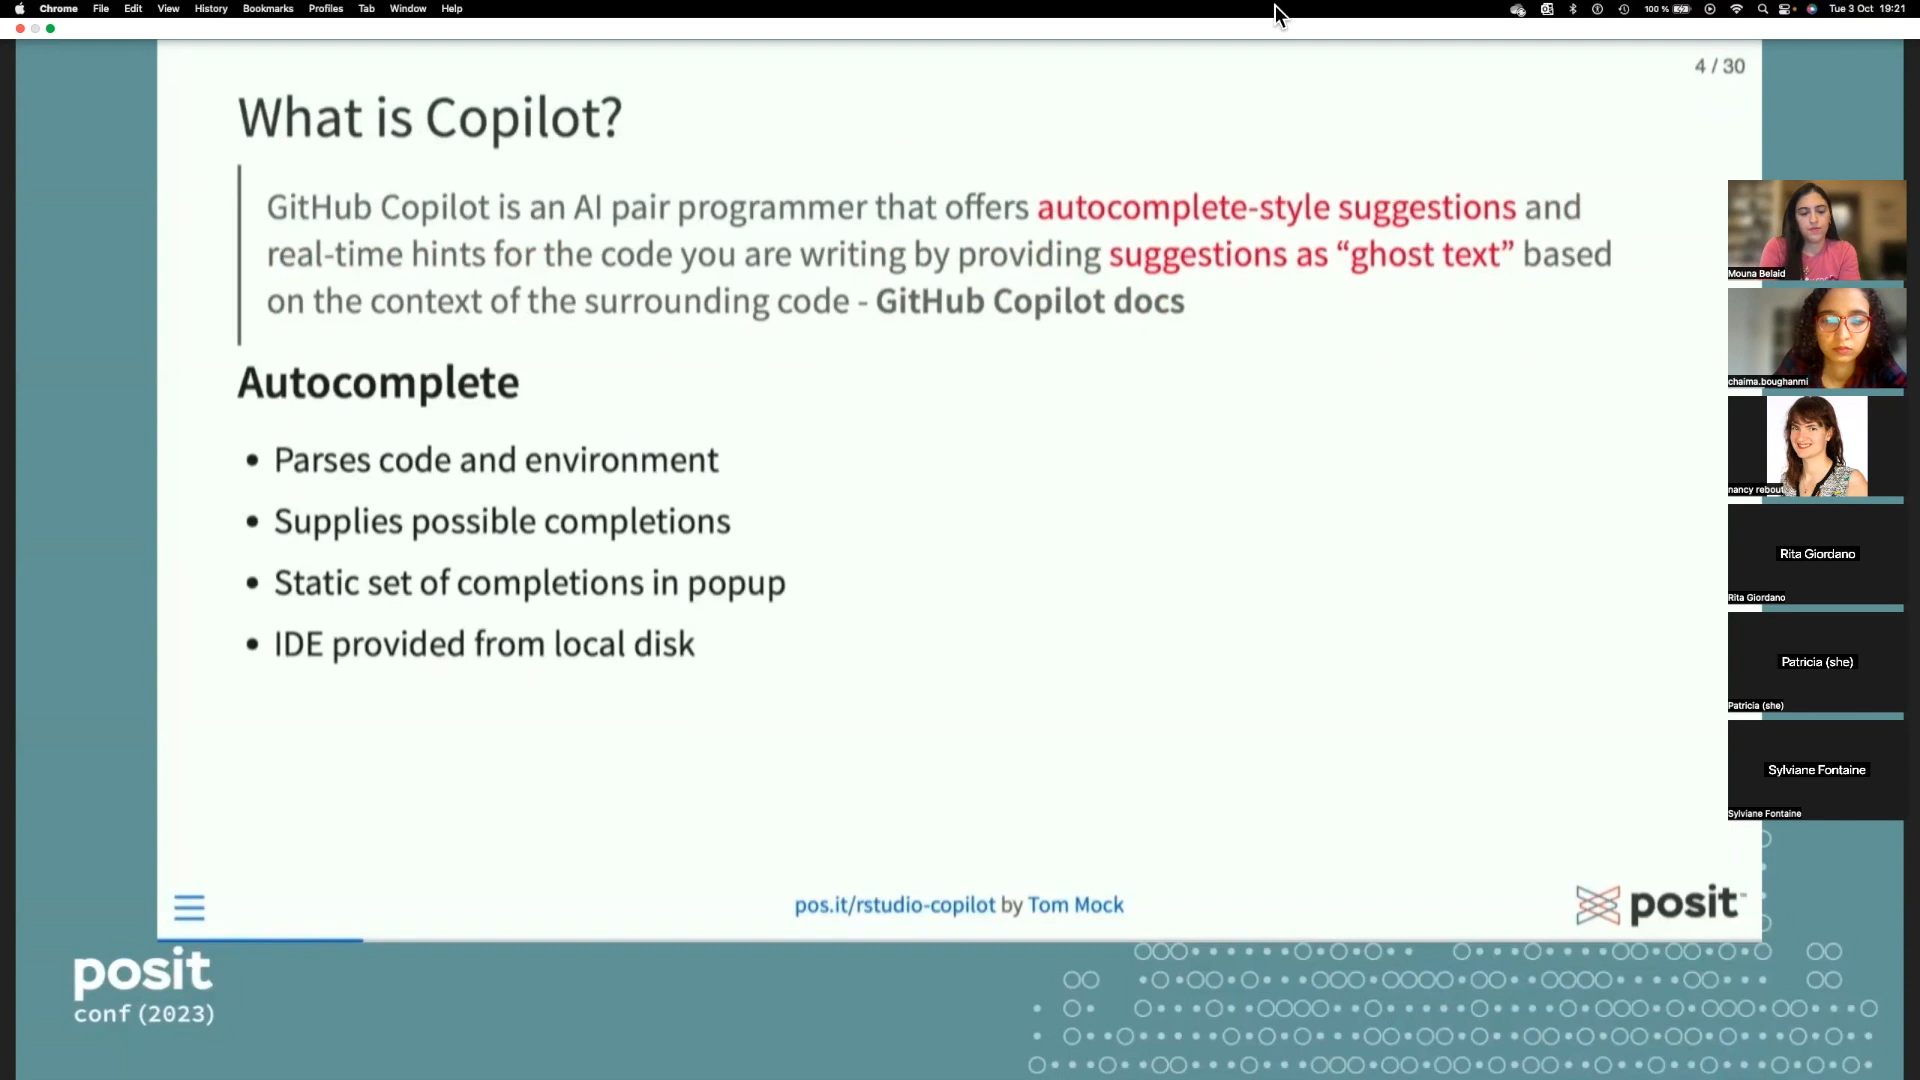 Chrome File Edit View History Bookmarks Profiles Tab Window Help
100 % Tue 3 Oct 19:21
4 / 30
What is Copilot?
GitHub Copilot is an AI pair programmer that offers autocomplete-style suggestions and
real-time hints for the code you are writing by providing suggestions as “ghost text” based
on the context of the surrounding code - GitHub Copilot docs
Autocomplete
• Parses code and environment
• Supplies possible completions
• Static set of completions in popup
• IDE provided from local disk
pos.it/rstudio-copilot by Tom Mock
posit™
posit
conf (2023)
Mouna Belaid
chaima.boughanmi
nancy rebout
Rita Giordano
Rita Giordano
Patricia (she)
Patricia (she)
Sylviane Fontaine
Sylviane Fontaine